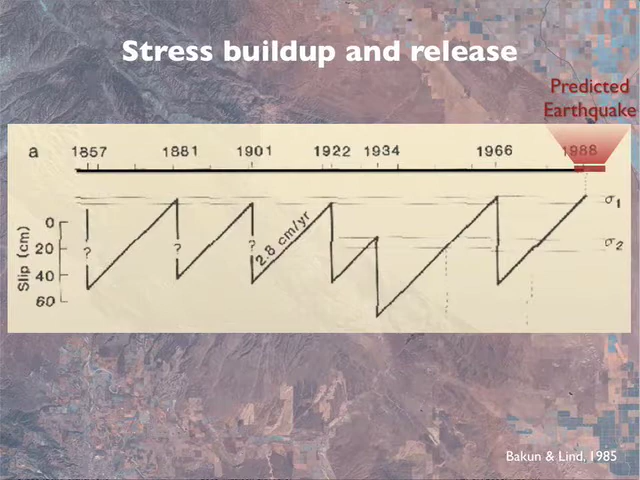 Stress buildup and release
Predicted
Earthquake
a 1857 1881 1901 1922 1934 1966 1988
σ1
0
? ? ? 2.8 cm/yr
σ2
20
40
60
Slip (cm)
Bakun & Lind, 1985